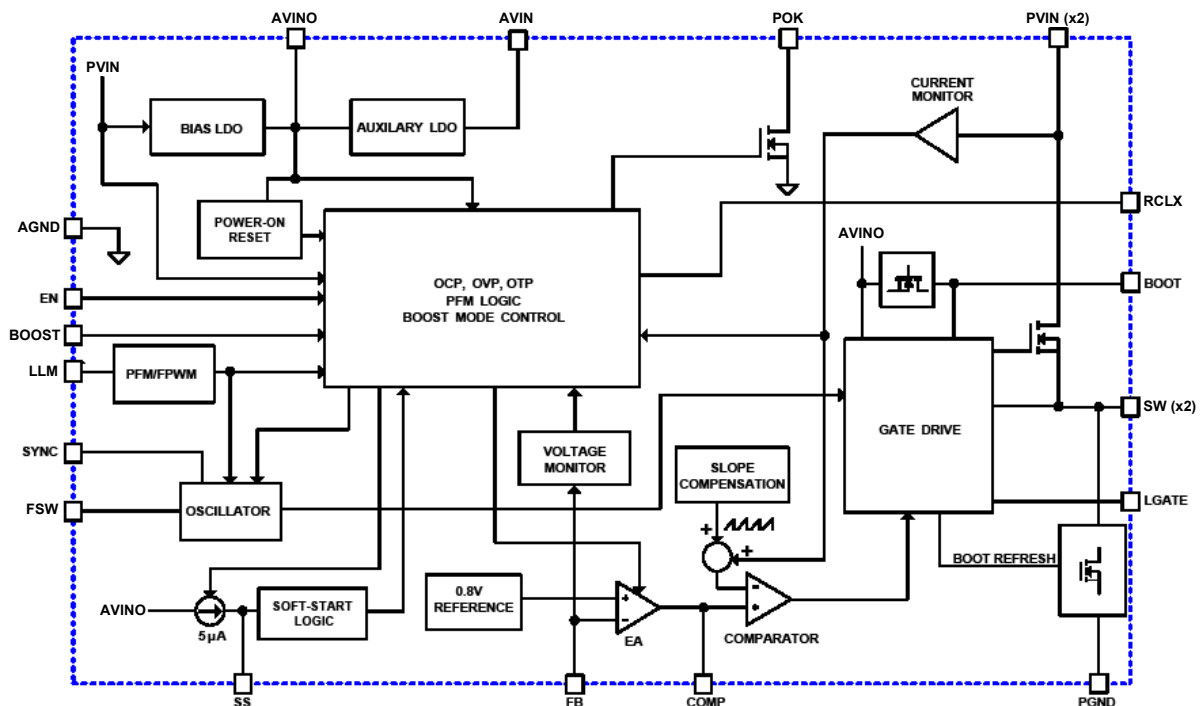 AVINO
AVIN
POK
PVIN (x2)
PVIN
CURRENT
MONITOR
BIAS LDO
AUXILARY LDO
RCLX
AGND
POWER-ON
RESET
AVINO
OCP, OVP, OTP
PFM LOGIC
BOOST MODE CONTROL
BOOT
EN
BOOST
LLM
PFM/FPWM
SW (x2)
GATE DRIVE
SYNC
VOLTAGE
MONITOR
SLOPE
COMPENSATION
FSW
OSCILLATOR
LGATE
+
+
BOOT REFRESH
0.8V
REFERENCE
+
−
−
+
AVINO
5µA
SOFT-START
LOGIC
EA
COMPARATOR
SS
FB
COMP
PGND